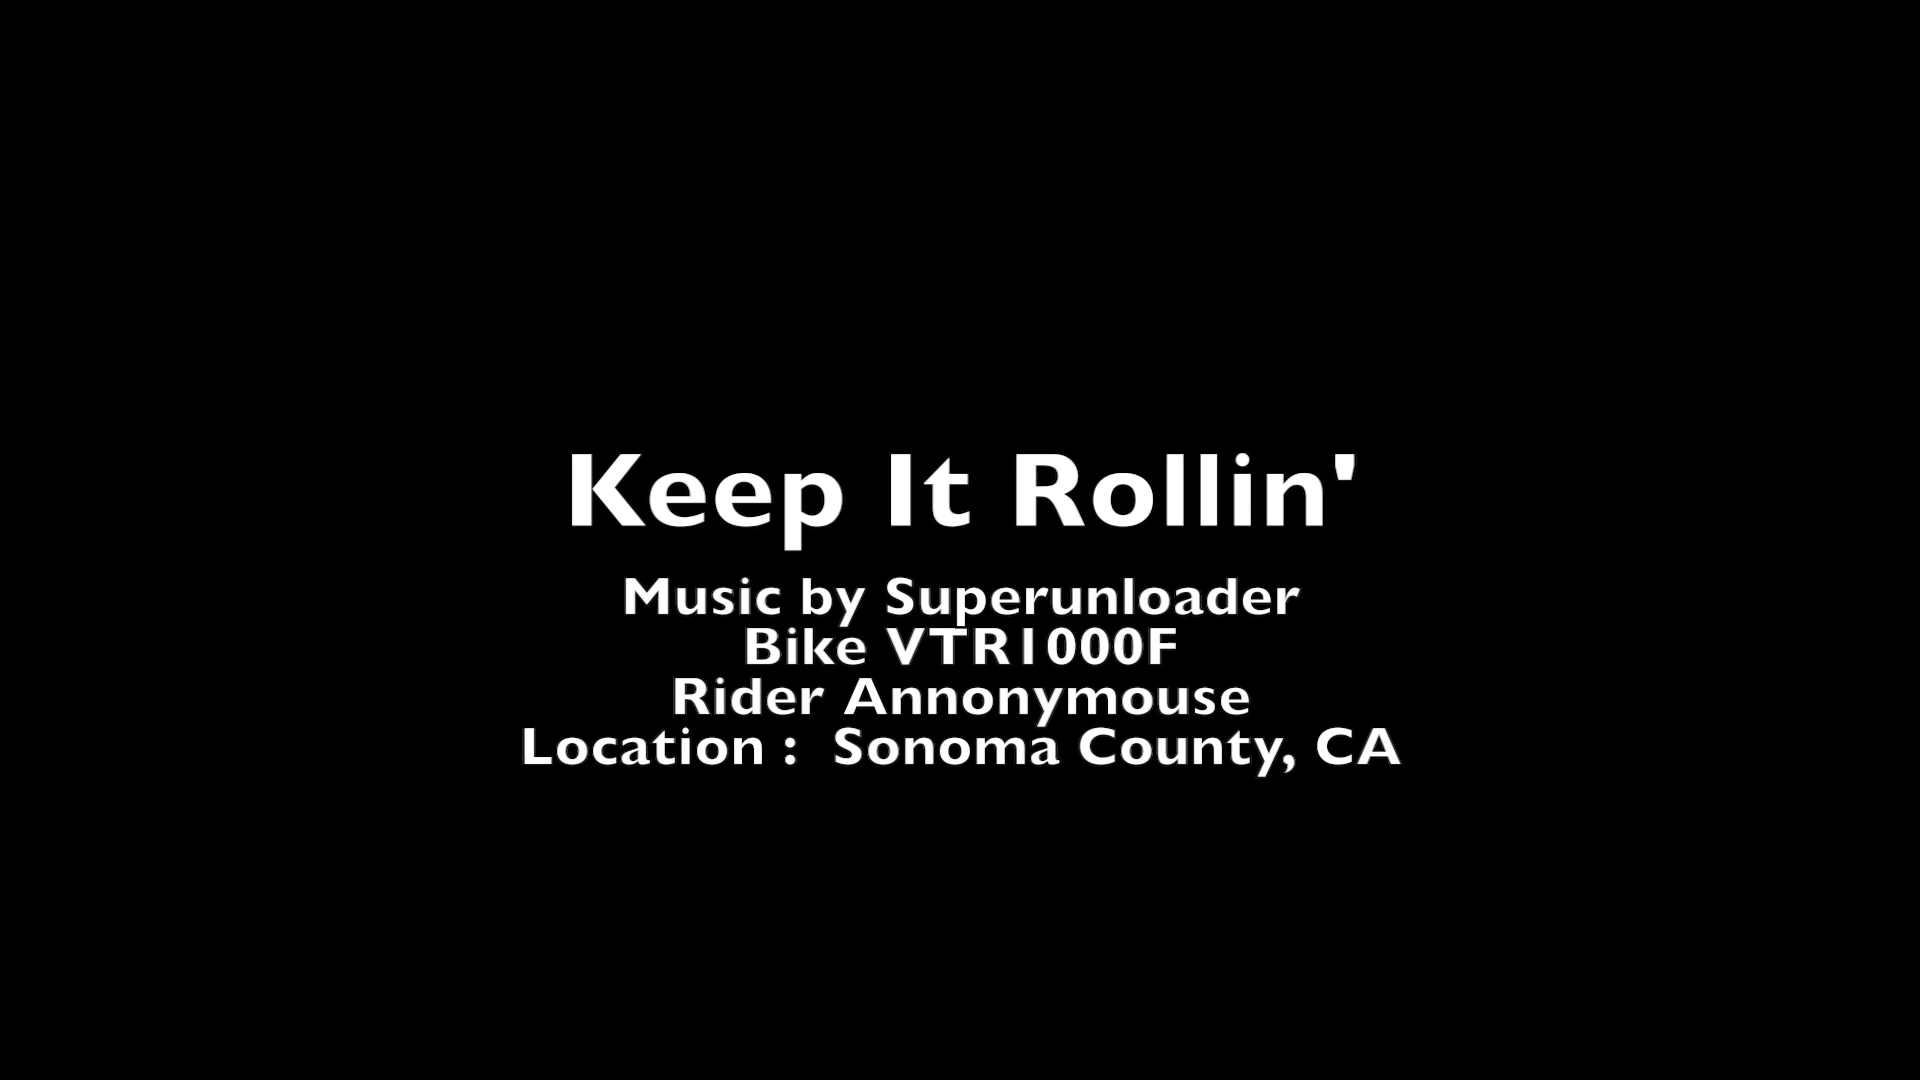 Keep It Rollin'
Music by Superunloader
Bike VTR1000F
Rider Annonymouse
Location :  Sonoma County, CA